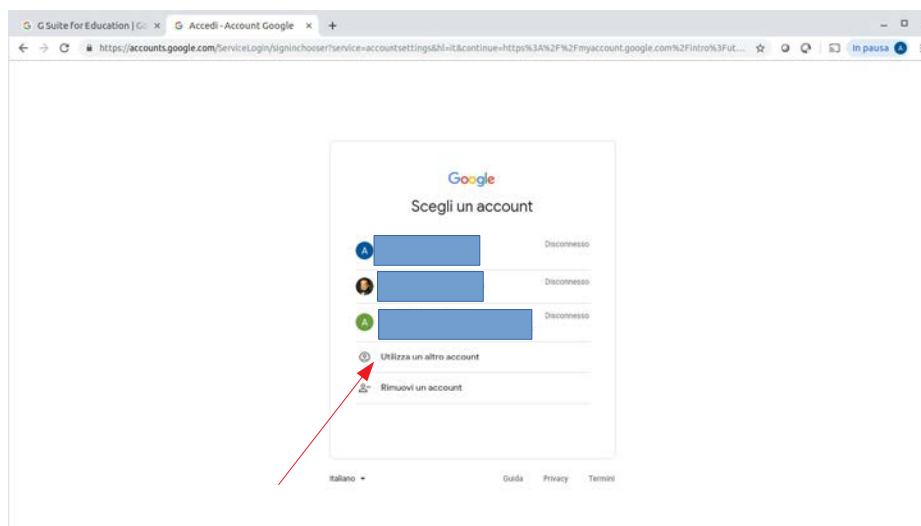 G Suite for Education | Go
Accedi - Account Google
https://accounts.google.com/ServiceLogin/signinchooser?service=accountsettings&hl=it&continue=https%3A%2F%2Fmyaccount.google.com%2Fintro%3Fut...
In pausa A
Google
Scegli un account
A
Disconnesso
Disconnesso
A
Disconnesso
Utilizza un altro account
Rimuovi un account
Italiano
Guida Privacy Termini